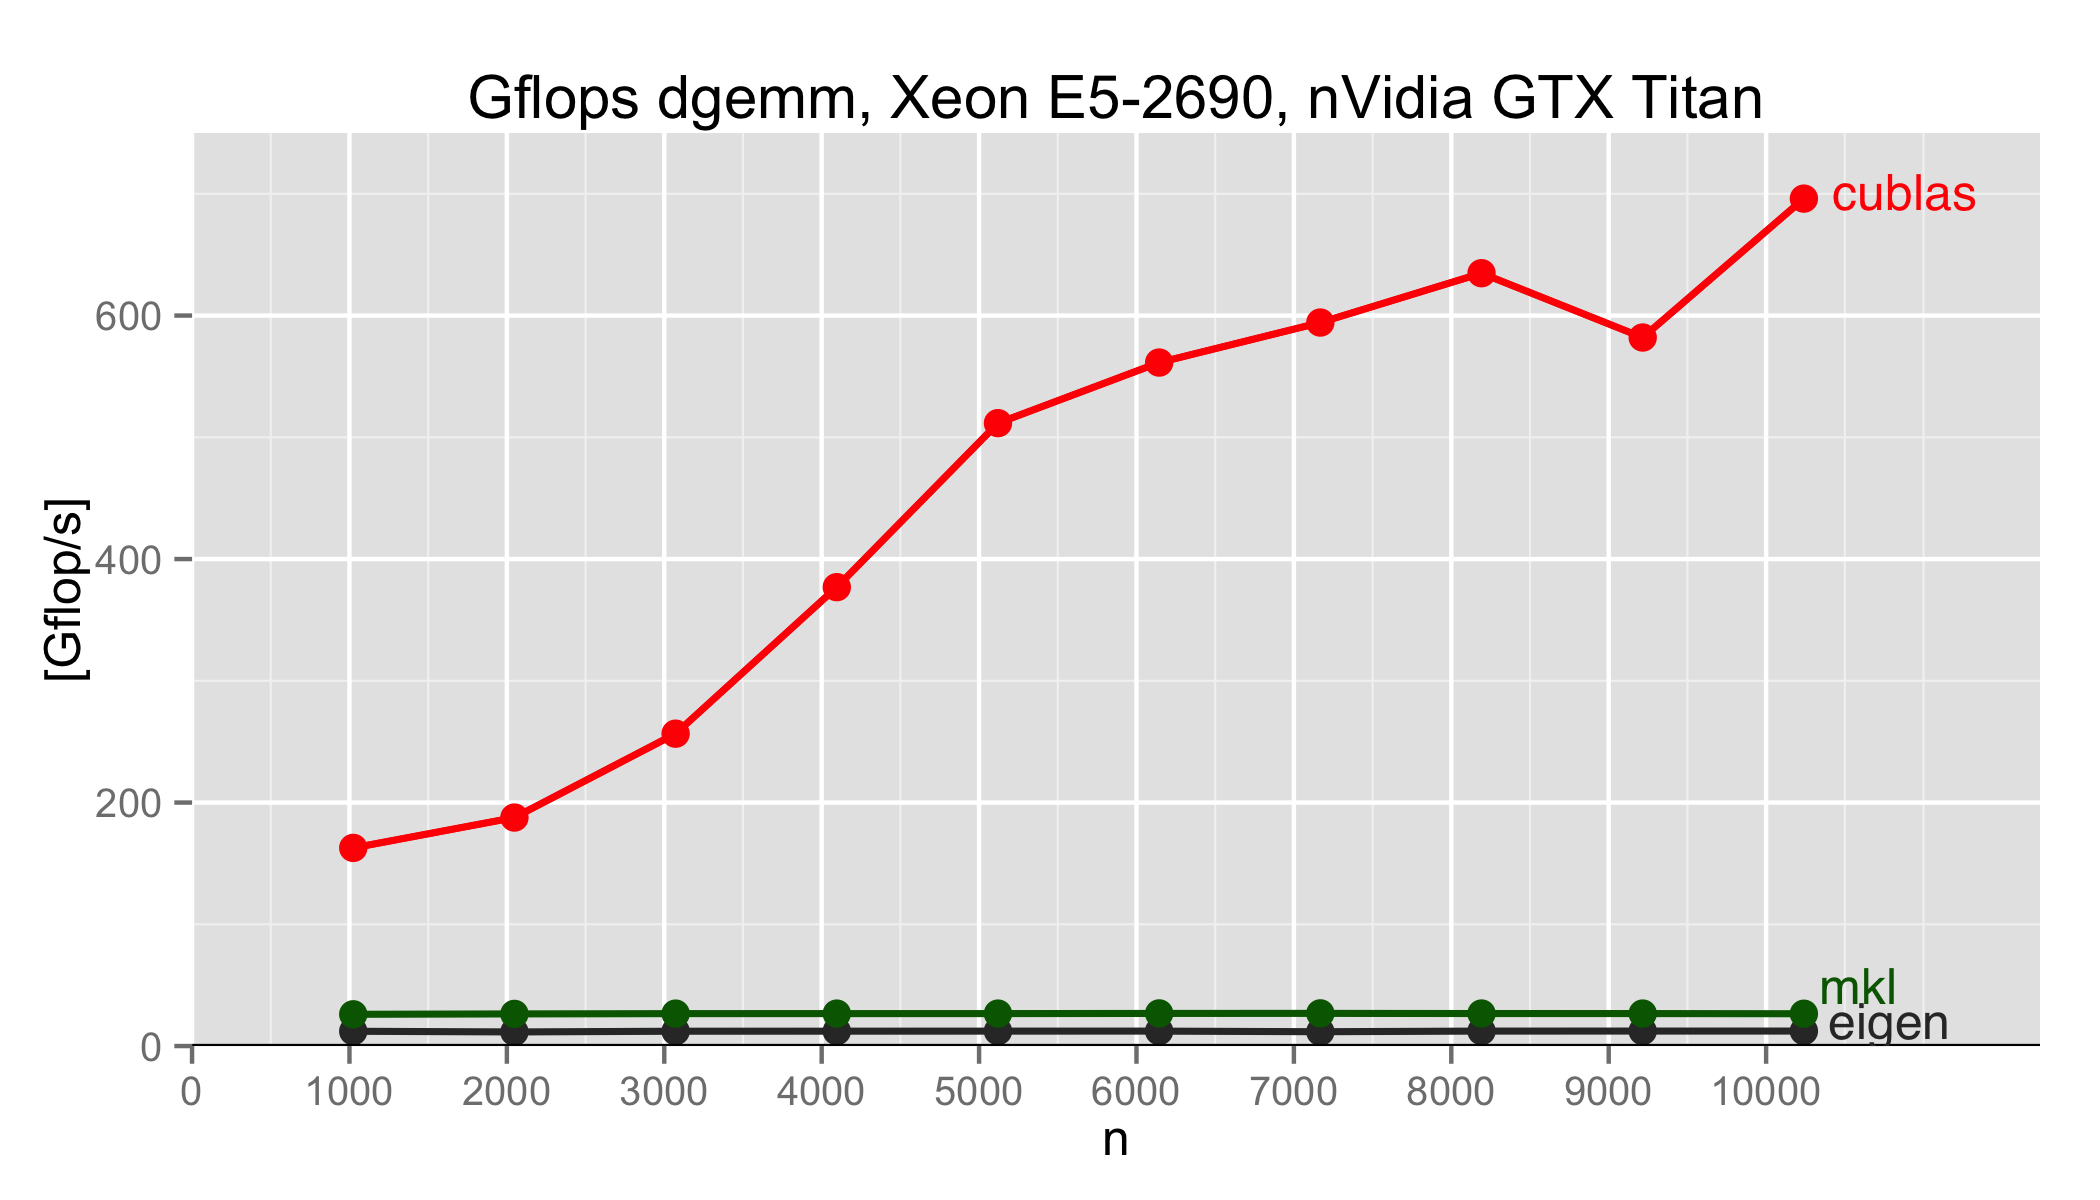 Gflops dgemm, Xeon E5-2690, nVidia GTX Titan
cublas
600
[Gflop/s]
400
200
mkl
eigen
0
0 1000 2000 3000 4000 5000 6000 7000 8000 9000 10000
n